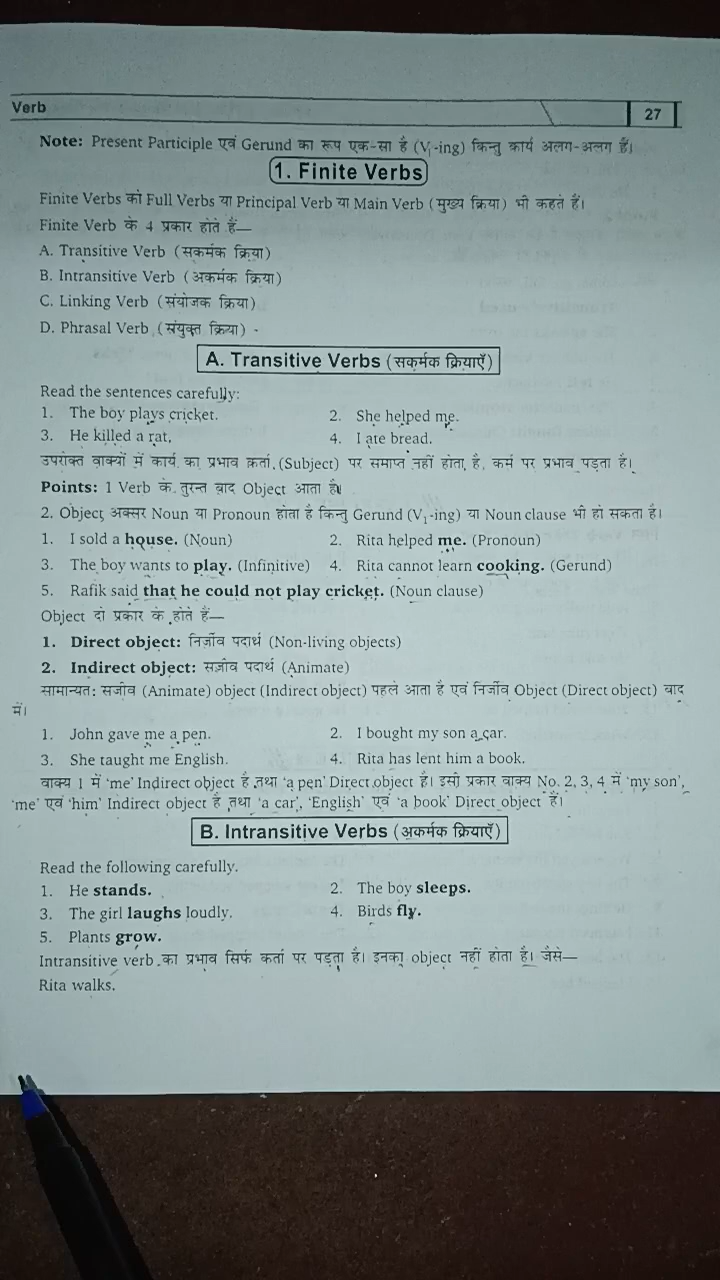 Verb 27
Note: Present Participle एवं Gerund का रूप एक-सा है (V₁-ing) किन्तु कार्य अलग-अलग हैं।
1. Finite Verbs
Finite Verbs को Full Verbs या Principal Verb या Main Verb (मुख्य क्रिया) भी कहते हैं।
Finite Verb के 4 प्रकार होते हैं—
A. Transitive Verb (सकर्मक क्रिया)
B. Intransitive Verb (अकर्मक क्रिया)
C. Linking Verb (संयोजक क्रिया)
D. Phrasal Verb (संयुक्त क्रिया)
A. Transitive Verbs (सकर्मक क्रियाएँ)
Read the sentences carefully:
1. The boy plays cricket. 2. She helped me.
3. He killed a rat. 4. I ate bread.
उपरोक्त वाक्यों में कार्य का प्रभाव कर्ता (Subject) पर समाप्त नहीं होता है, कर्म पर प्रभाव पड़ता है।
Points: 1 Verb के तुरन्त बाद Object आता है।
2. Object अक्सर Noun या Pronoun होता है किन्तु Gerund (V₁-ing) या Noun clause भी हो सकता है।
1. I sold a house. (Noun) 2. Rita helped me. (Pronoun)
3. The boy wants to play. (Infinitive) 4. Rita cannot learn cooking. (Gerund)
5. Rafik said that he could not play cricket. (Noun clause)
Object दो प्रकार के होते हैं—
1. Direct object: निर्जीव पदार्थ (Non-living objects)
2. Indirect object: सजीव पदार्थ (Animate)
सामान्यत: सजीव (Animate) object (Indirect object) पहले आता है एवं निर्जीव Object (Direct object) बाद
में।
1. John gave me a pen. 2. I bought my son a car.
3. She taught me English. 4. Rita has lent him a book.
वाक्य 1 में 'me' Indirect object है तथा 'a pen' Direct object है। इसी प्रकार वाक्य No. 2, 3, 4 में 'my son',
'me' एवं 'him' Indirect object है तथा 'a car', 'English' एवं 'a book' Direct object हैं।
B. Intransitive Verbs (अकर्मक क्रियाएँ)
Read the following carefully.
1. He stands. 2. The boy sleeps.
3. The girl laughs loudly. 4. Birds fly.
5. Plants grow.
Intransitive verb का प्रभाव सिर्फ कर्ता पर पड़ता है। इनका object नहीं होता है। जैसे—
Rita walks.